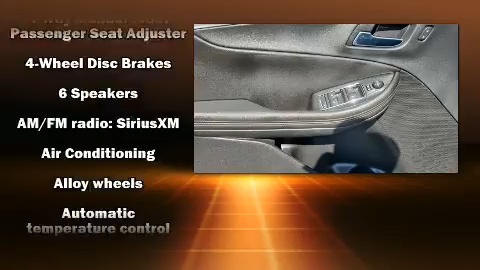 Passenger Seat Adjuster
4-Wheel Disc Brakes
6 Speakers
AM/FM radio: SiriusXM
Air Conditioning
Alloy wheels
Automatic
temperature control